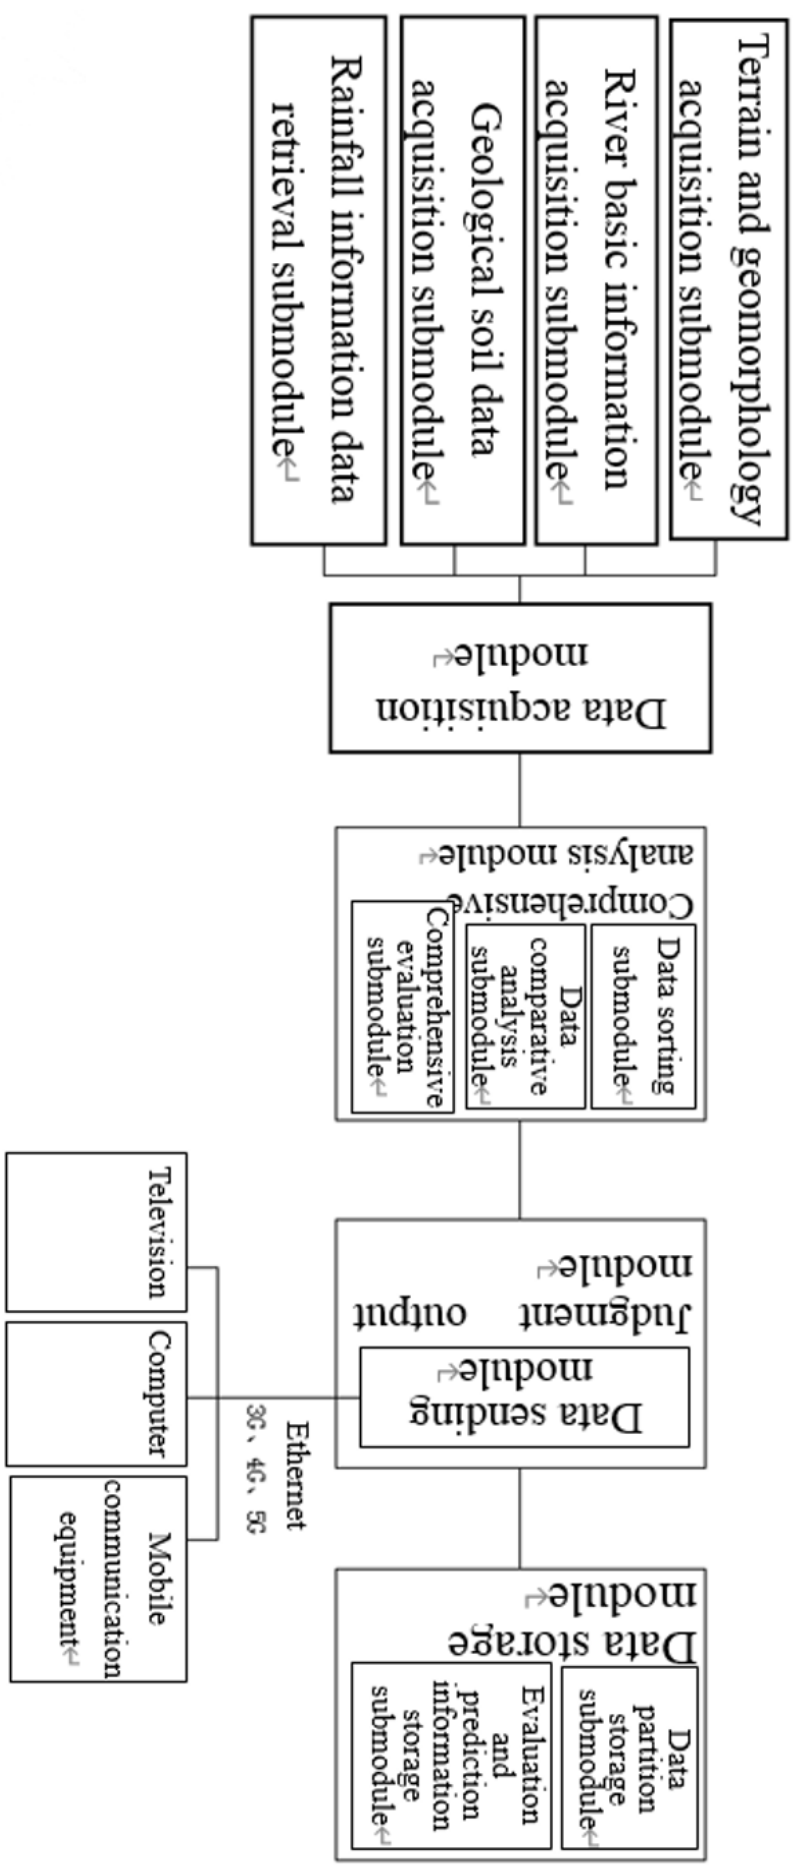 Terrain and geomorphology
acquisition submodule↵
River basic information
acquisition submodule↵
Geological soil data
acquisition submodule↵
Rainfall information data
retrieval submodule↵
Data acquisition
module↵
Comprehensive
analysis module↵
Data sorting
submodule↵
Data
comparative
analysis
submodule↵
Comprehensive
evaluation
submodule↵
Judgment output
module↵
Data sending
module↵
Ethernet
3G、4G、5G
Television
Computer
Mobile
communication
equipment↵
Data storage
module↵
Data
partition
storage
submodule↵
Evaluation
and
prediction
information
storage
submodule↵